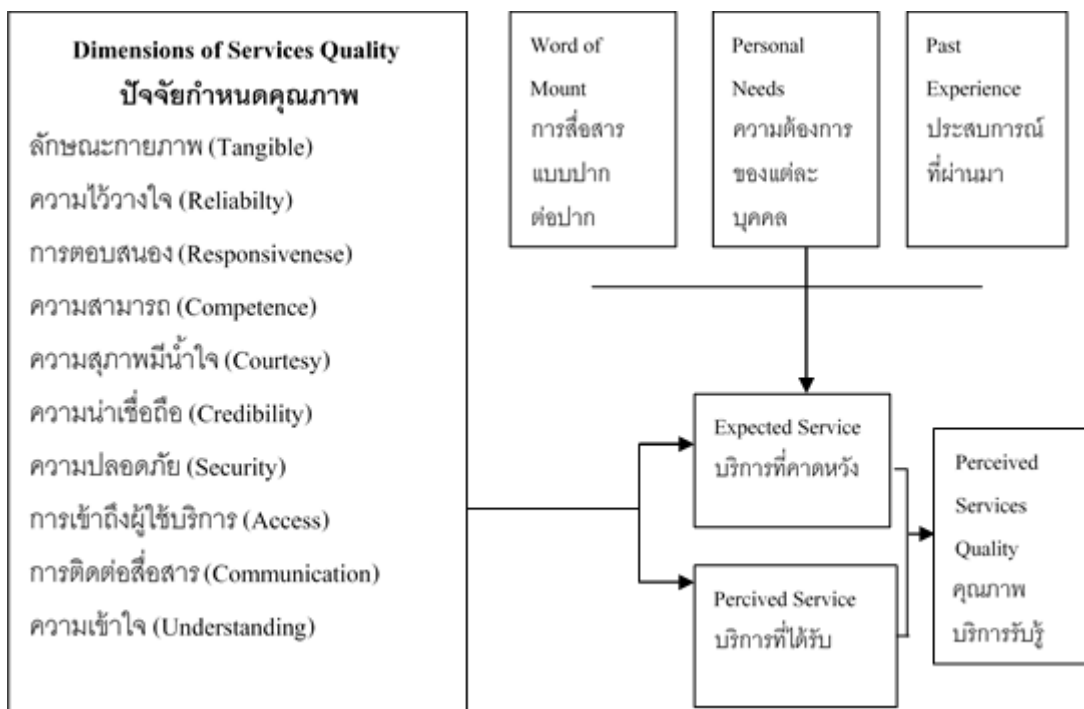 Dimensions of Services Quality
ปัจจัยกำหนดคุณภาพ
ลักษณะกายภาพ (Tangible)
ความไว้วางใจ (Reliabilty)
การตอบสนอง (Responsivenese)
ความสามารถ (Competence)
ความสุภาพมีน้ำใจ (Courtesy)
ความน่าเชื่อถือ (Credibility)
ความปลอดภัย (Security)
การเข้าถึงผู้ใช้บริการ (Access)
การติดต่อสื่อสาร (Communication)
ความเข้าใจ (Understanding)
Word of
Mount
การสื่อสาร
แบบปาก
ต่อปาก
Personal
Needs
ความต้องการ
ของแต่ละ
บุคคล
Past
Experience
ประสบการณ์
ที่ผ่านมา
Expected Service
บริการที่คาดหวัง
Percived Service
บริการที่ได้รับ
Perceived
Services
Quality
คุณภาพ
บริการรับรู้